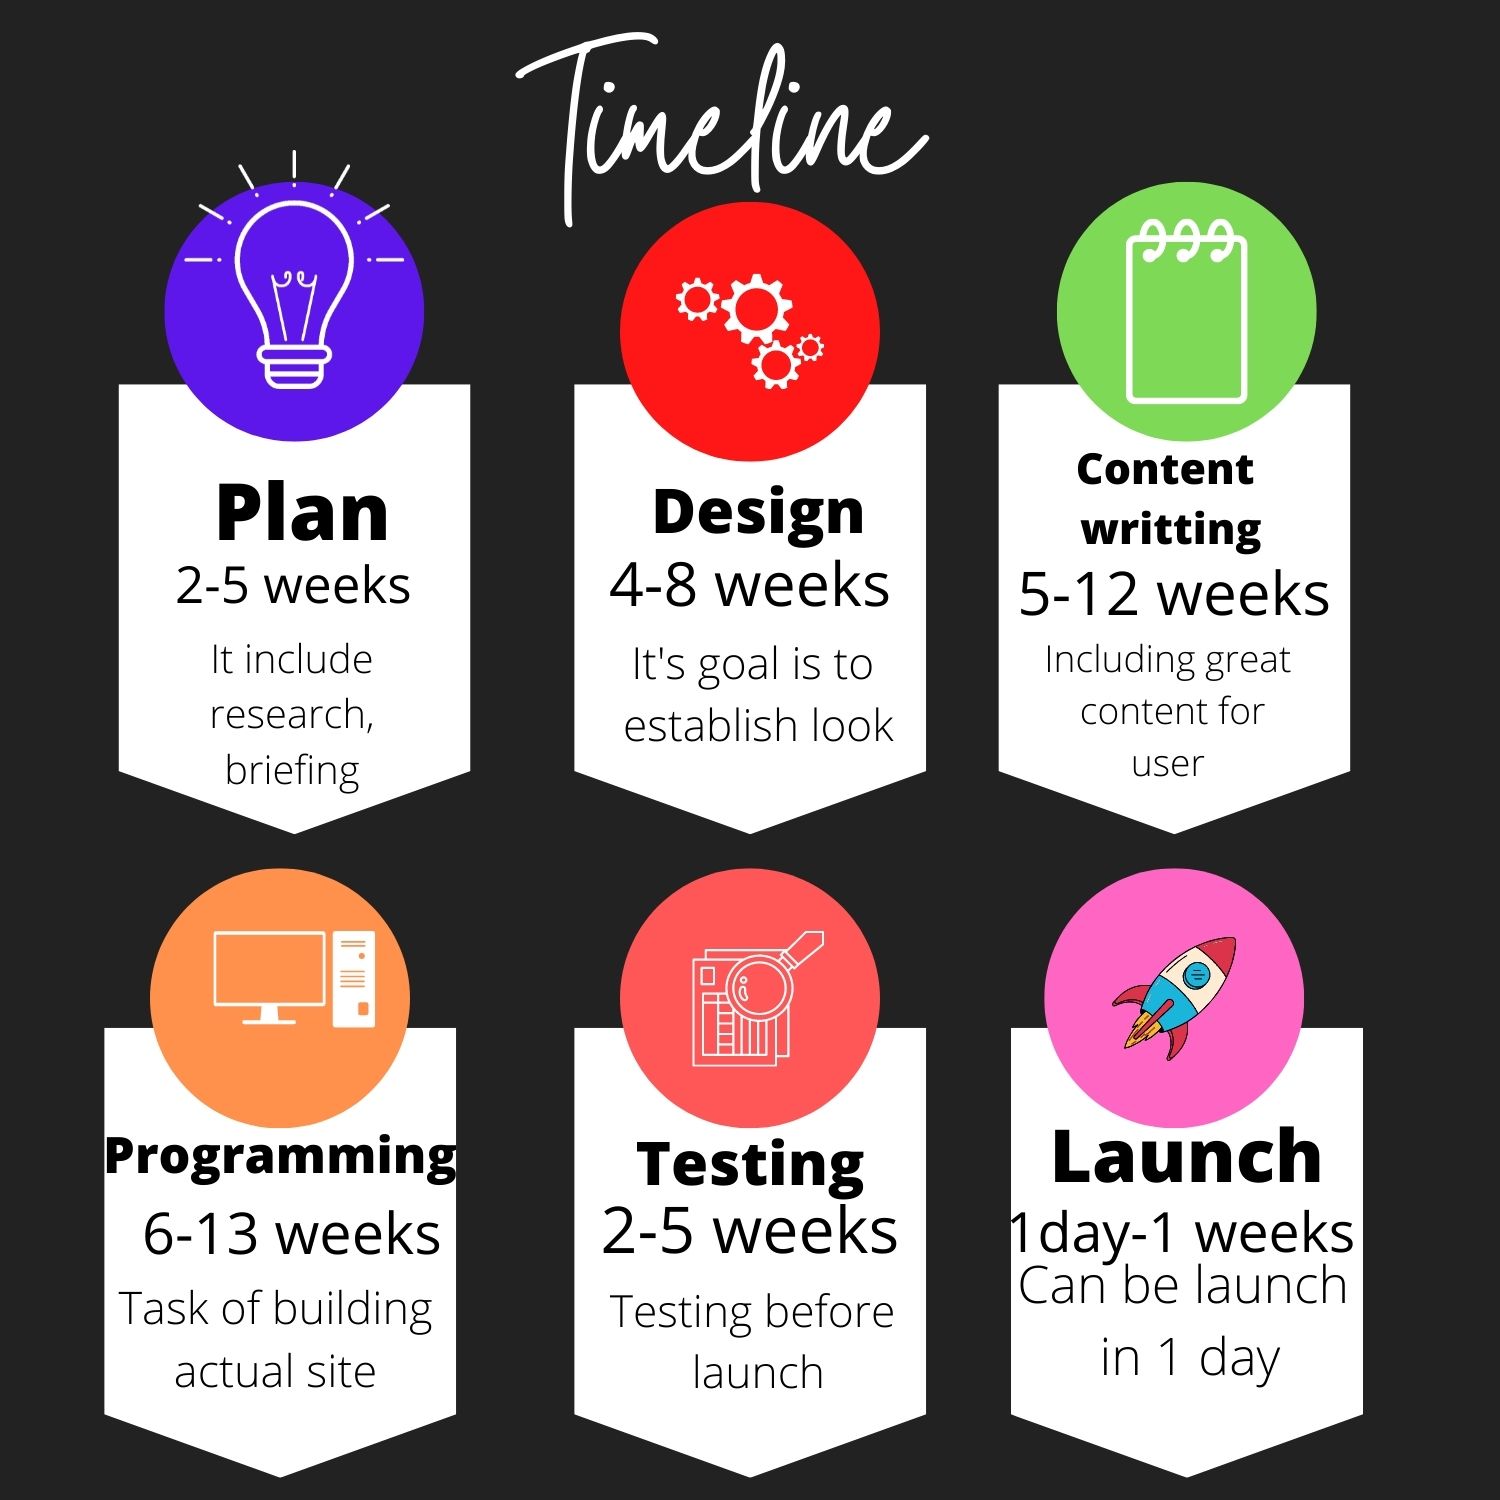 Timeline
Plan
2-5 weeks
It include
research,
briefing
Design
4-8 weeks
It's goal is to
establish look
Content
writting
5-12 weeks
Including great
content for
user
Programming
6-13 weeks
Task of building
actual site
Testing
2-5 weeks
Testing before
launch
Launch
1day-1 weeks
Can be launch
in 1 day